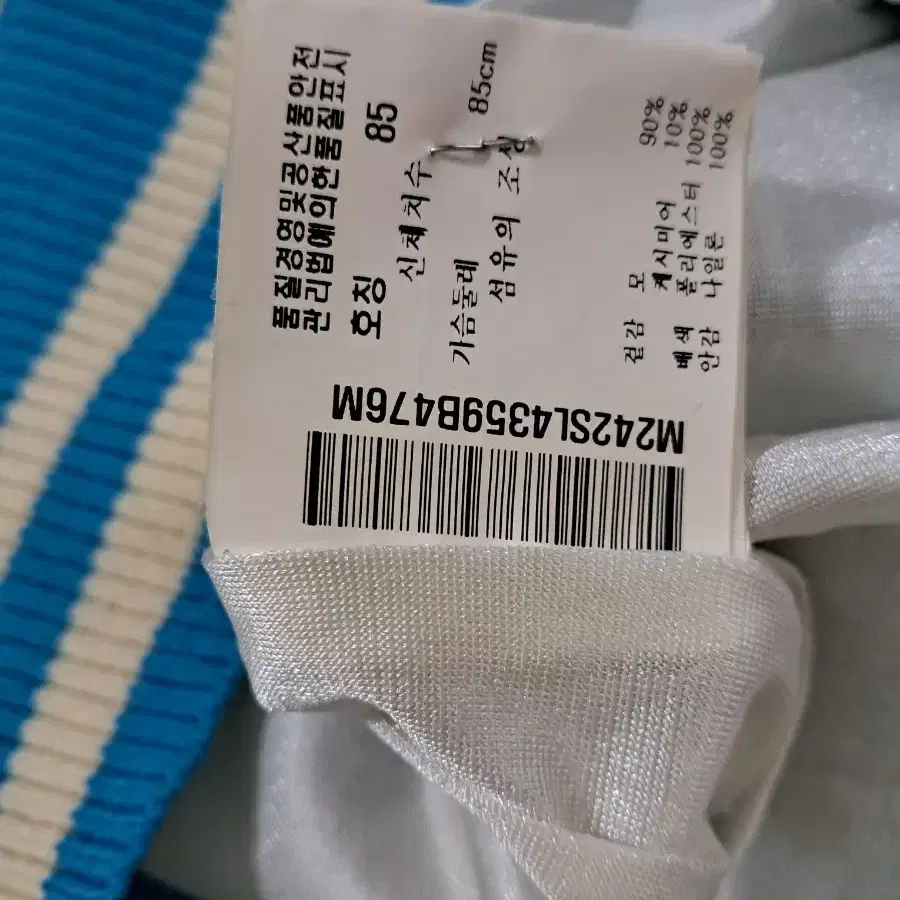 품질경영및공산품안전
관리법에의한품질표시
호칭 85
신체치수
가슴둘레 85cm
섬유의 조성
겉감 모 90%
캐시미어 10%
배색 폴리에스터 100%
안감 나일론 100%
M242SL4359B476M